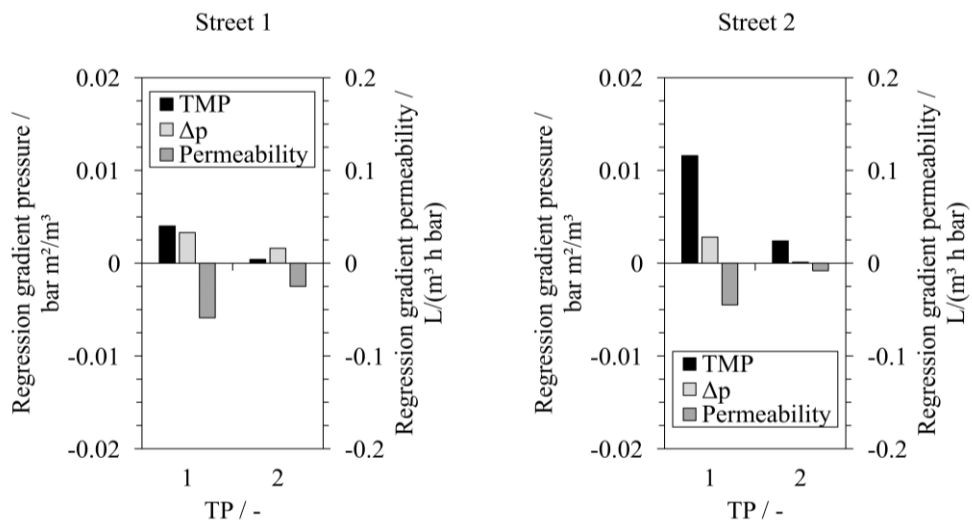 Street 1
Regression gradient pressure /
bar m²/m³
0.02
0.01
0
-0.01
-0.02
TMP
Δp
Permeability
0.2
0.1
0
-0.1
-0.2
Regression gradient permeability /
L/(m³ h bar)
1 2
TP / -
Street 2
Regression gradient pressure /
bar m²/m³
0.02
0.01
0
-0.01
-0.02
TMP
Δp
Permeability
0.2
0.1
0
-0.1
-0.2
Regression gradient permeability /
L/(m³ h bar)
1 2
TP / -